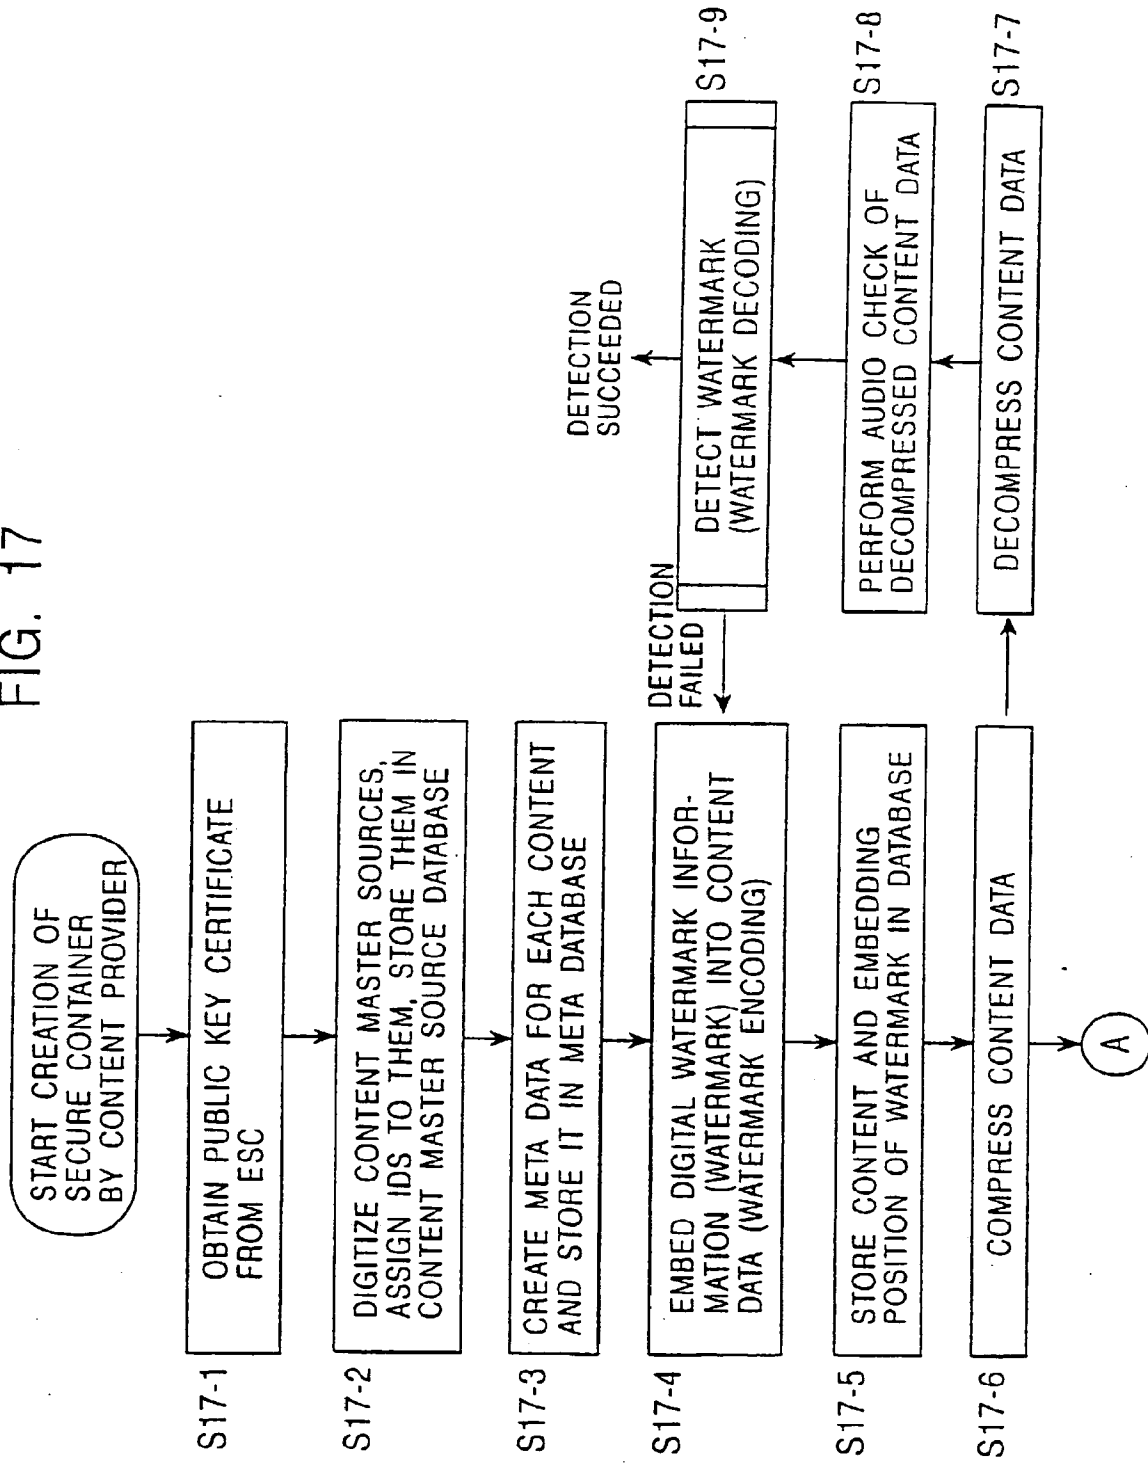 FIG. 17
START CREATION OF
SECURE CONTAINER
BY CONTENT PROVIDER
S17-1
OBTAIN PUBLIC KEY CERTIFICATE
FROM ESC
S17-2
DIGITIZE CONTENT MASTER SOURCES,
ASSIGN IDS TO THEM, STORE THEM IN
CONTENT MASTER SOURCE DATABASE
S17-3
CREATE META DATA FOR EACH CONTENT
AND STORE IT IN META DATABASE
S17-4
EMBED DIGITAL WATERMARK INFOR-
MATION (WATERMARK) INTO CONTENT
DATA (WATERMARK ENCODING)
S17-5
STORE CONTENT AND EMBEDDING
POSITION OF WATERMARK IN DATABASE
S17-6
COMPRESS CONTENT DATA
A
DECOMPRESS CONTENT DATA
S17-7
PERFORM AUDIO CHECK OF
DECOMPRESSED CONTENT DATA
S17-8
DETECT WATERMARK
(WATERMARK DECODING)
S17-9
DETECTION
FAILED
DETECTION
SUCCEEDED